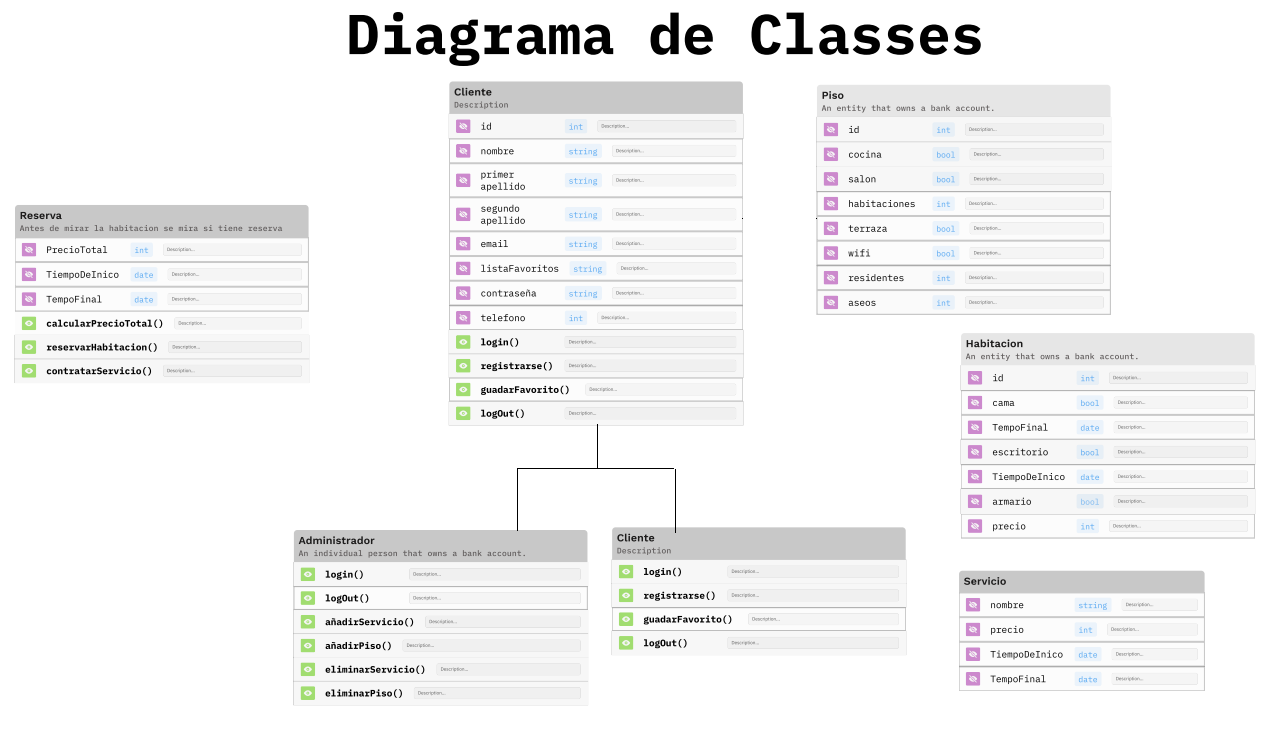 Diagrama de Classes
Cliente
Description
id int Description...
nombre string Description...
primer
apellido string Description...
segundo
apellido string Description...
email string Description...
listaFavoritos string Description...
contraseña string Description...
telefono int Description...
login() Description...
registrarse() Description...
guadarFavorito() Description...
logOut() Description...
Piso
An entity that owns a bank account.
id int Description...
cocina bool Description...
salon bool Description...
habitaciones int Description...
terraza bool Description...
wifi bool Description...
residentes int Description...
aseos int Description...
Reserva
Antes de mirar la habitacion se mira si tiene reserva
PrecioTotal int Description...
TiempoDeInico date Description...
TempoFinal date Description...
calcularPrecioTotal() Description...
reservarHabitacion() Description...
contratarServicio() Description...
Habitacion
An entity that owns a bank account.
id int Description...
cama bool Description...
TempoFinal date Description...
escritorio bool Description...
TiempoDeInico date Description...
armario bool Description...
precio int Description...
Administrador
An individual person that owns a bank account.
login() Description...
logOut() Description...
añadirServicio() Description...
añadirPiso() Description...
eliminarServicio() Description...
eliminarPiso() Description...
Cliente
Description
login() Description...
registrarse() Description...
guadarFavorito() Description...
logOut() Description...
Servicio
nombre string Description...
precio int Description...
TiempoDeInico date Description...
TempoFinal date Description...